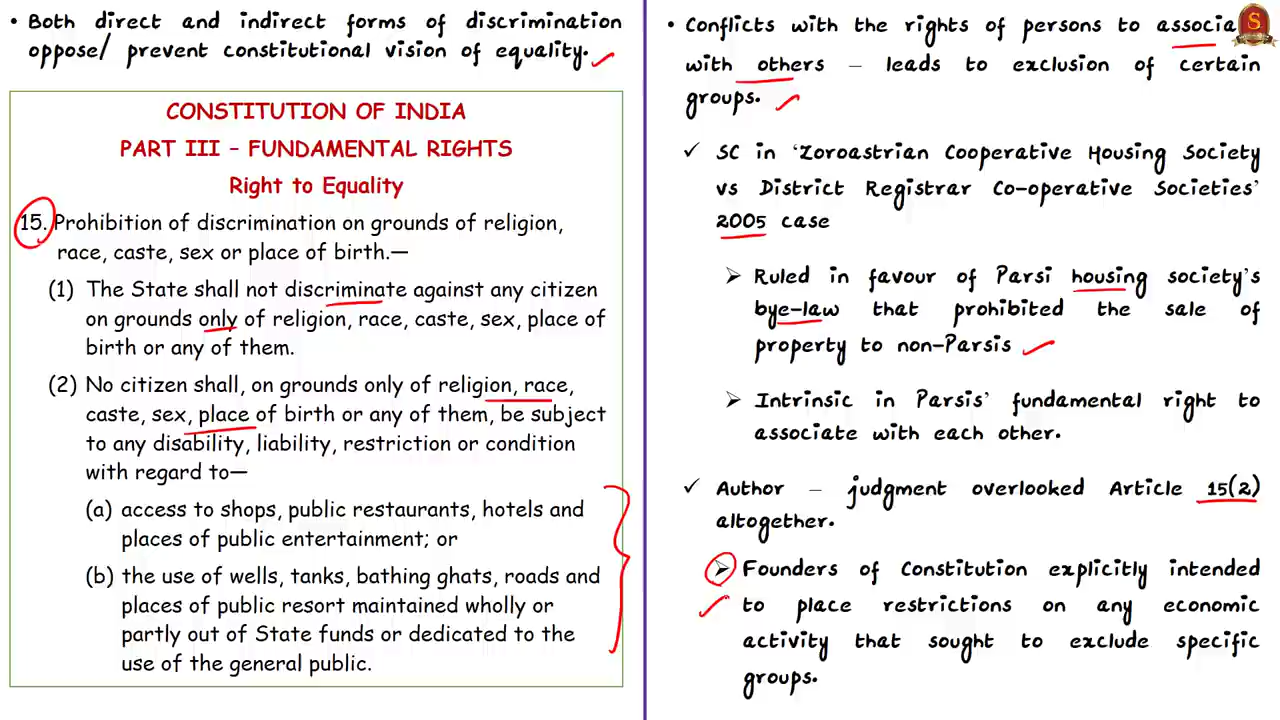 • Both direct and indirect forms of discrimination
oppose/ prevent constitutional vision of equality.
CONSTITUTION OF INDIA
PART III – FUNDAMENTAL RIGHTS
Right to Equality
15. Prohibition of discrimination on grounds of religion,
race, caste, sex or place of birth.—
(1) The State shall not discriminate against any citizen
on grounds only of religion, race, caste, sex, place of
birth or any of them.
(2) No citizen shall, on grounds only of religion, race,
caste, sex, place of birth or any of them, be subject
to any disability, liability, restriction or condition
with regard to—
(a) access to shops, public restaurants, hotels and
places of public entertainment; or
(b) the use of wells, tanks, bathing ghats, roads and
places of public resort maintained wholly or
partly out of State funds or dedicated to the
use of the general public.
• Conflicts with the rights of persons to associa
with others – leads to exclusion of certain
groups.
✓ SC in ‘Zoroastrian Cooperative Housing Society
vs District Registrar Co-operative Societies’
2005 case
➢ Ruled in favour of Parsi housing society’s
bye-law that prohibited the sale of
property to non-Parsis
➢ Intrinsic in Parsis’ fundamental right to
associate with each other.
✓ Author – judgment overlooked Article 15(2)
altogether.
➢ Founders of Constitution explicitly intended
to place restrictions on any economic
activity that sought to exclude specific
groups.